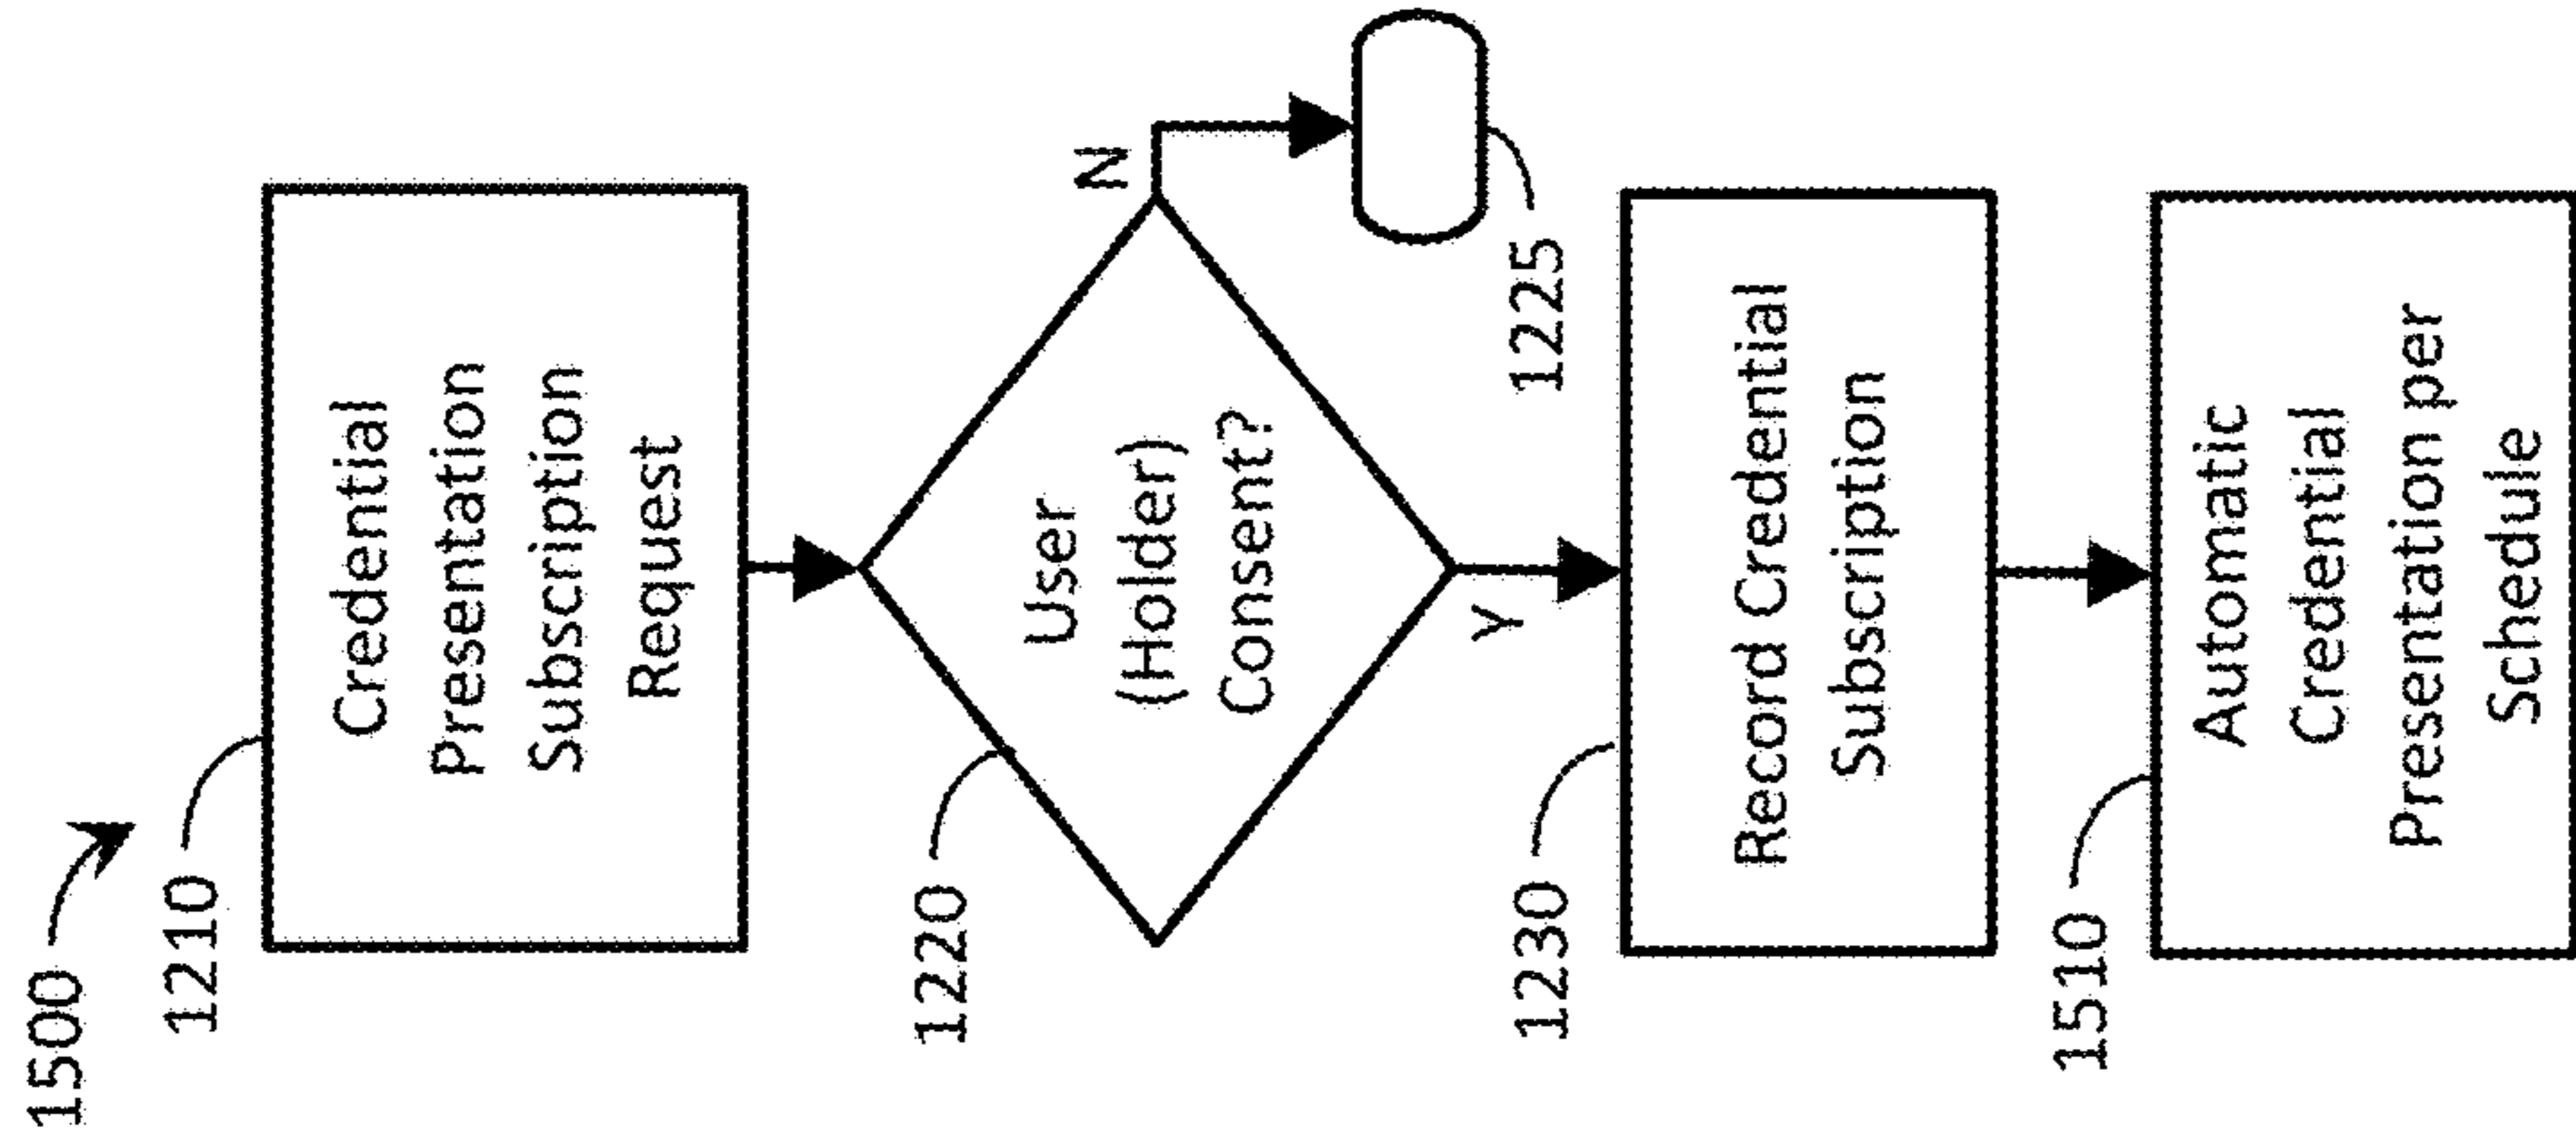 1500
1210
Credential
Presentation
Subscription
Request
1220
User
(Holder)
Consent?
N
1225
Y
1230
Record Credential
Subscription
1510
Automatic
Credential
Presentation per
Schedule